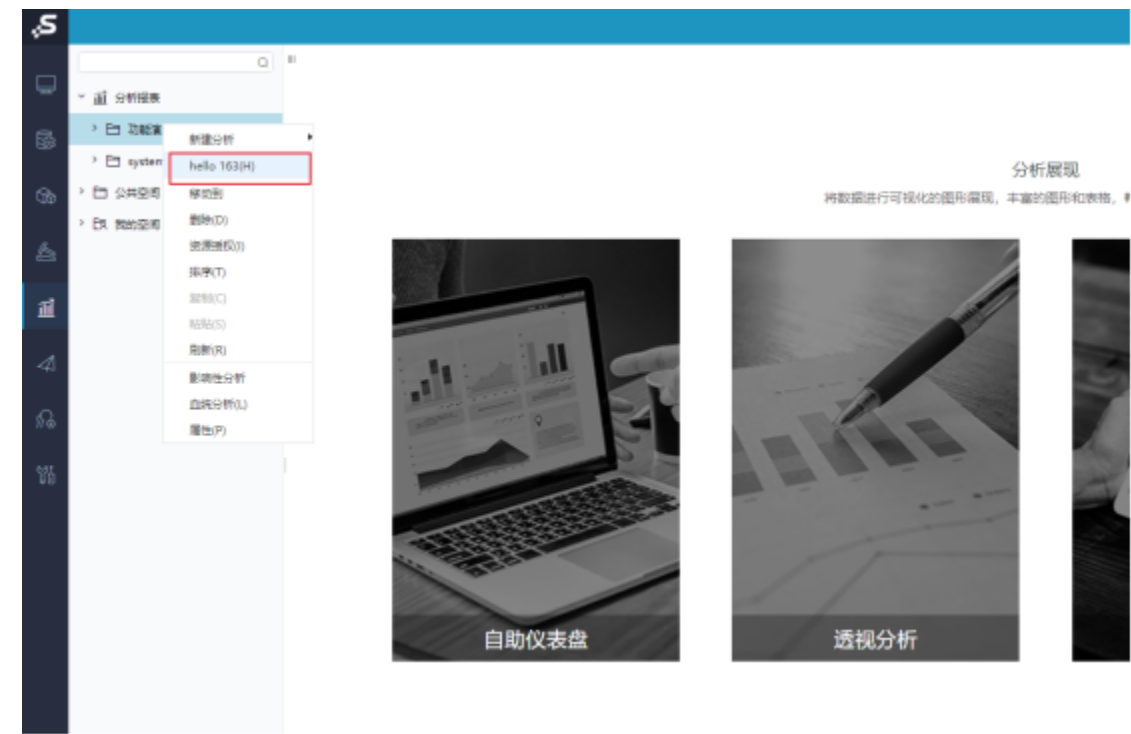 分析报表
功能演
新建分析
system
hello 163(H)
公共空间
移动到
我的空间
删除(D)
资源授权(I)
排序(T)
复制(C)
粘贴(S)
刷新(R)
影响性分析
血统分析(L)
属性(P)
分析展现
将数据进行可视化的图形展现，丰富的图形和表格，
自助仪表盘
透视分析